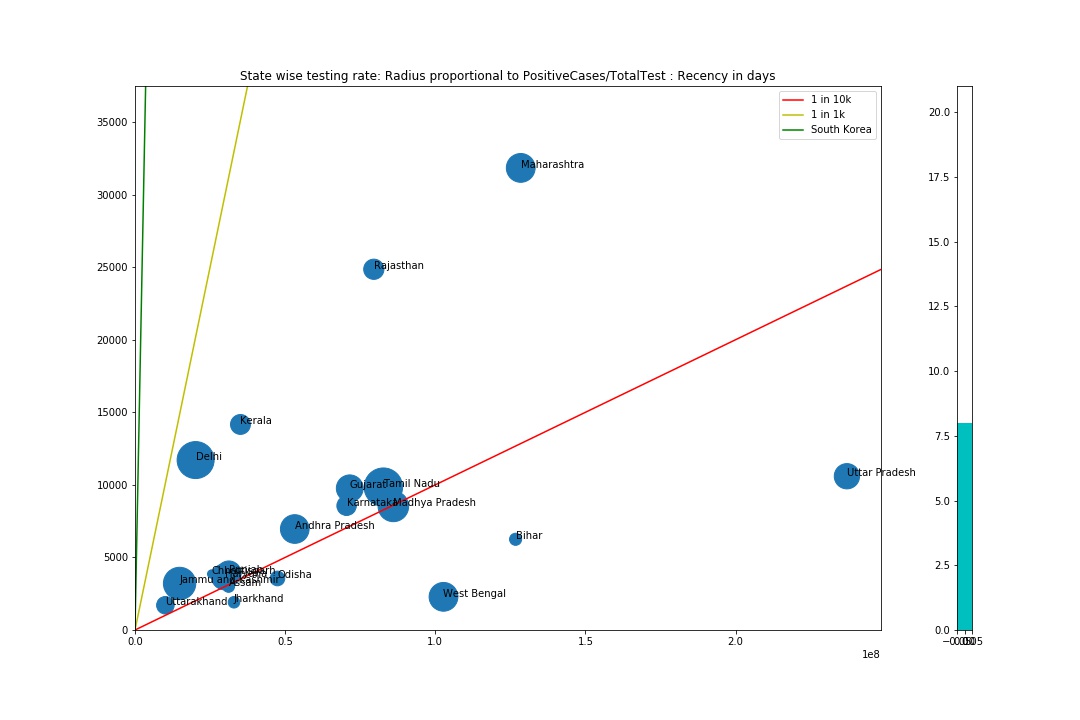 State wise testing rate: Radius proportional to PositiveCases/TotalTest : Recency in days
1 in 10k
1 in 1k
South Korea
35000
30000
25000
20000
15000
10000
5000
0
Maharashtra
Rajasthan
Kerala
Delhi
Uttar Pradesh
Gujarat
Tamil Nadu
Karnataka
Madhya Pradesh
Andhra Pradesh
Bihar
Odisha
Jammu and Kashmir
Assam
West Bengal
Jharkhand
Uttarakhand
0.0
0.5
1.0
1.5
2.0
1e8
20.0
17.5
15.0
12.5
10.0
7.5
5.0
2.5
0.0